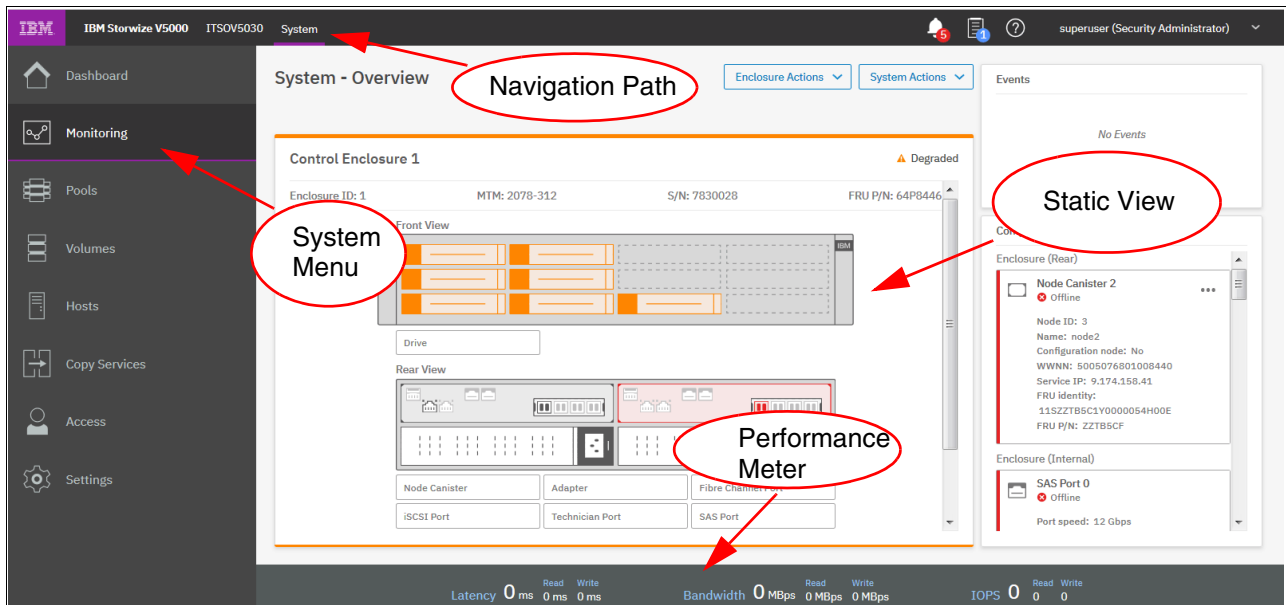 IBM IBM Storwize V5000 ITSOV5030 System 5 1 ? superuser (Security Administrator)
Navigation Path
Dashboard
Monitoring
Pools
Volumes
Hosts
Copy Services
Access
Settings
System Menu
System - Overview
Enclosure Actions
System Actions
Control Enclosure 1
Degraded
Enclosure ID: 1 MTM: 2078-312 S/N: 7830028 FRU P/N: 64P8446
Front View
IBM
Drive
Rear View
Node Canister Adapter
iSCSI Port Technician Port SAS Port
Performance Meter
Events
No Events
Static View
Enclosure (Rear)
Node Canister 2
Offline
Node ID: 3
Name: node2
Configuration node: No
WWNN: 5005076801008440
Service IP: 9.174.158.41
FRU identity:
11SZZTB5C1Y0000054H00E
FRU P/N: ZZTB5CF
Enclosure (Internal)
SAS Port 0
Offline
Port speed: 12 Gbps
Latency 0 ms Read 0 ms Write 0 ms Bandwidth 0 MBps Read 0 MBps Write 0 MBps IOPS 0 Read 0 Write 0